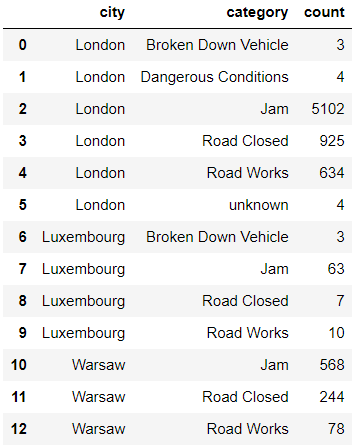 city category count
0 London Broken Down Vehicle 3
1 London Dangerous Conditions 4
2 London Jam 5102
3 London Road Closed 925
4 London Road Works 634
5 London unknown 4
6 Luxembourg Broken Down Vehicle 3
7 Luxembourg Jam 63
8 Luxembourg Road Closed 7
9 Luxembourg Road Works 10
10 Warsaw Jam 568
11 Warsaw Road Closed 244
12 Warsaw Road Works 78